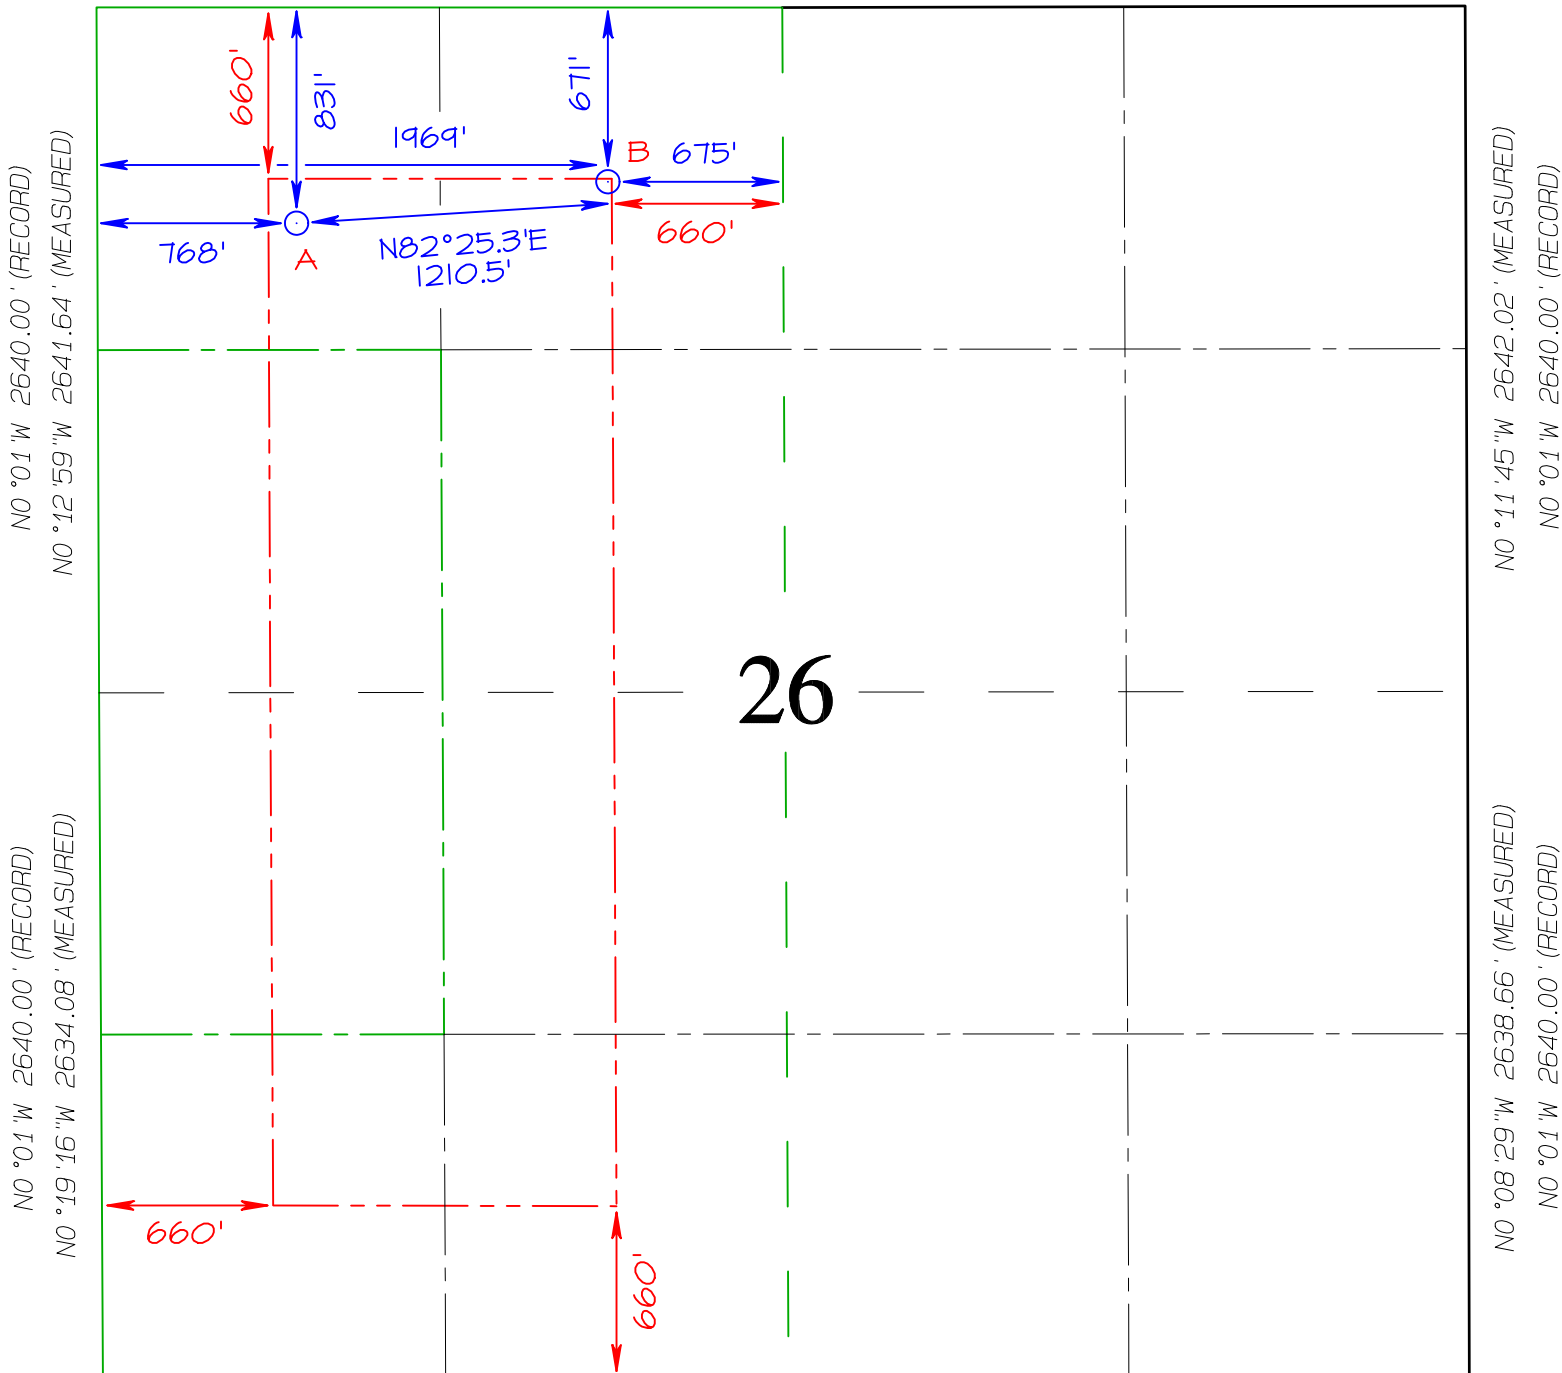 660'
831'
671'
1969'
B
675'
660'
768'
A
N82°25.3'E
1210.5'
N0°01'W 2640.00' (RECORD)
N0°12'59"W 2641.64' (MEASURED)
N0°11'45"W 2642.02' (MEASURED)
N0°01'W 2640.00' (RECORD)
26
N0°01'W 2640.00' (RECORD)
N0°19'16"W 2634.08' (MEASURED)
N0°08'29"W 2638.66' (MEASURED)
N0°01'W 2640.00' (RECORD)
660'
660'